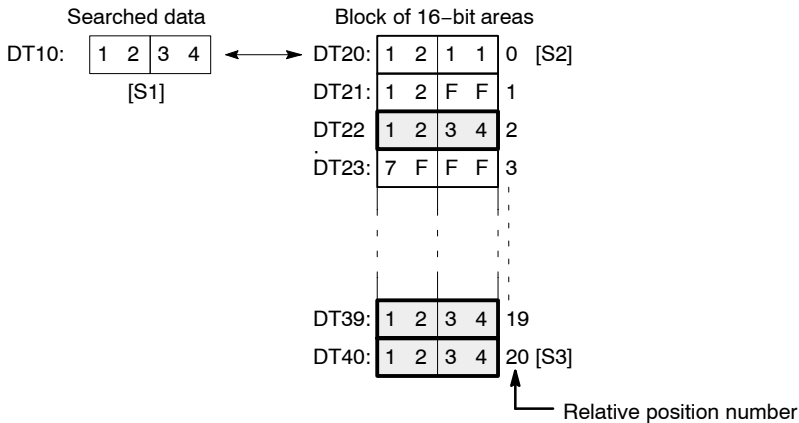 Searched data Block of 16-bit areas
DT10: 1 2 3 4 DT20: 1 2 1 1 0 [S2]
[S1] DT21: 1 2 F F 1
DT22 1 2 3 4 2
. DT23: 7 F F F 3
DT39: 1 2 3 4 19
DT40: 1 2 3 4 20 [S3]
Relative position number